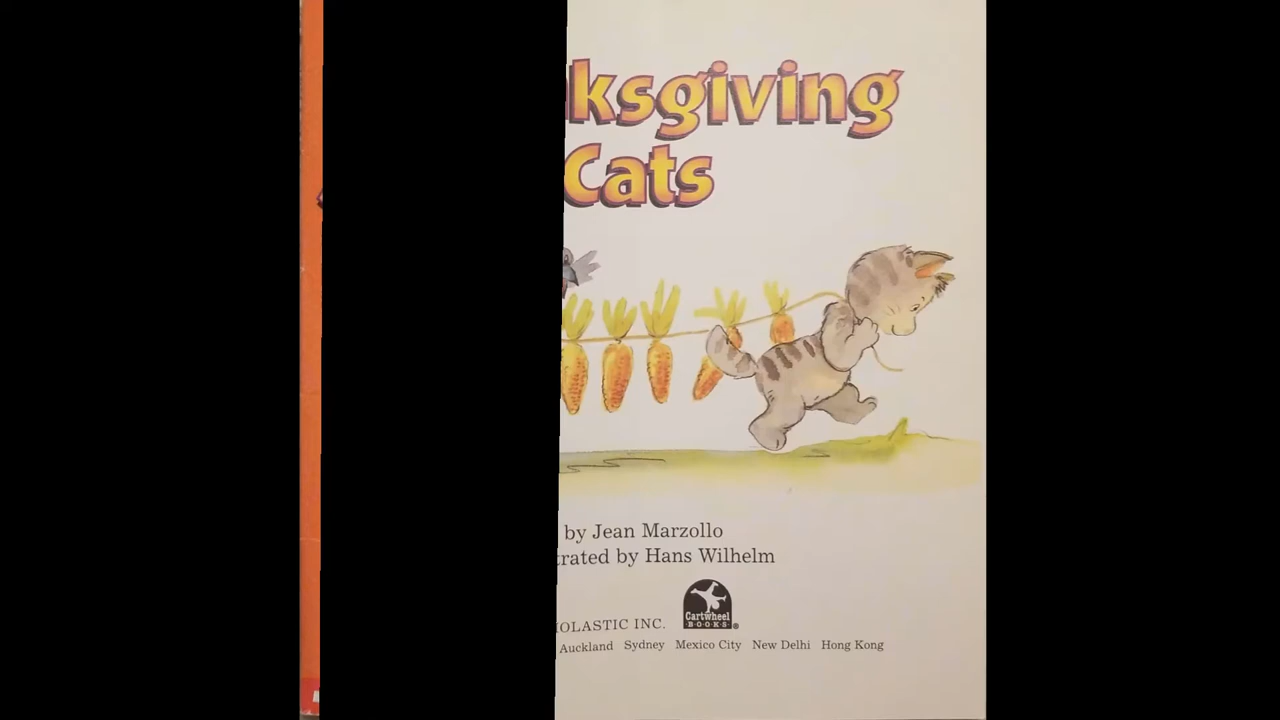 ksgiving
Cats
by Jean Marzollo
trated by Hans Wilhelm
OLASTIC INC.
Cartwheel
BOOKS®
Auckland Sydney Mexico City New Delhi Hong Kong